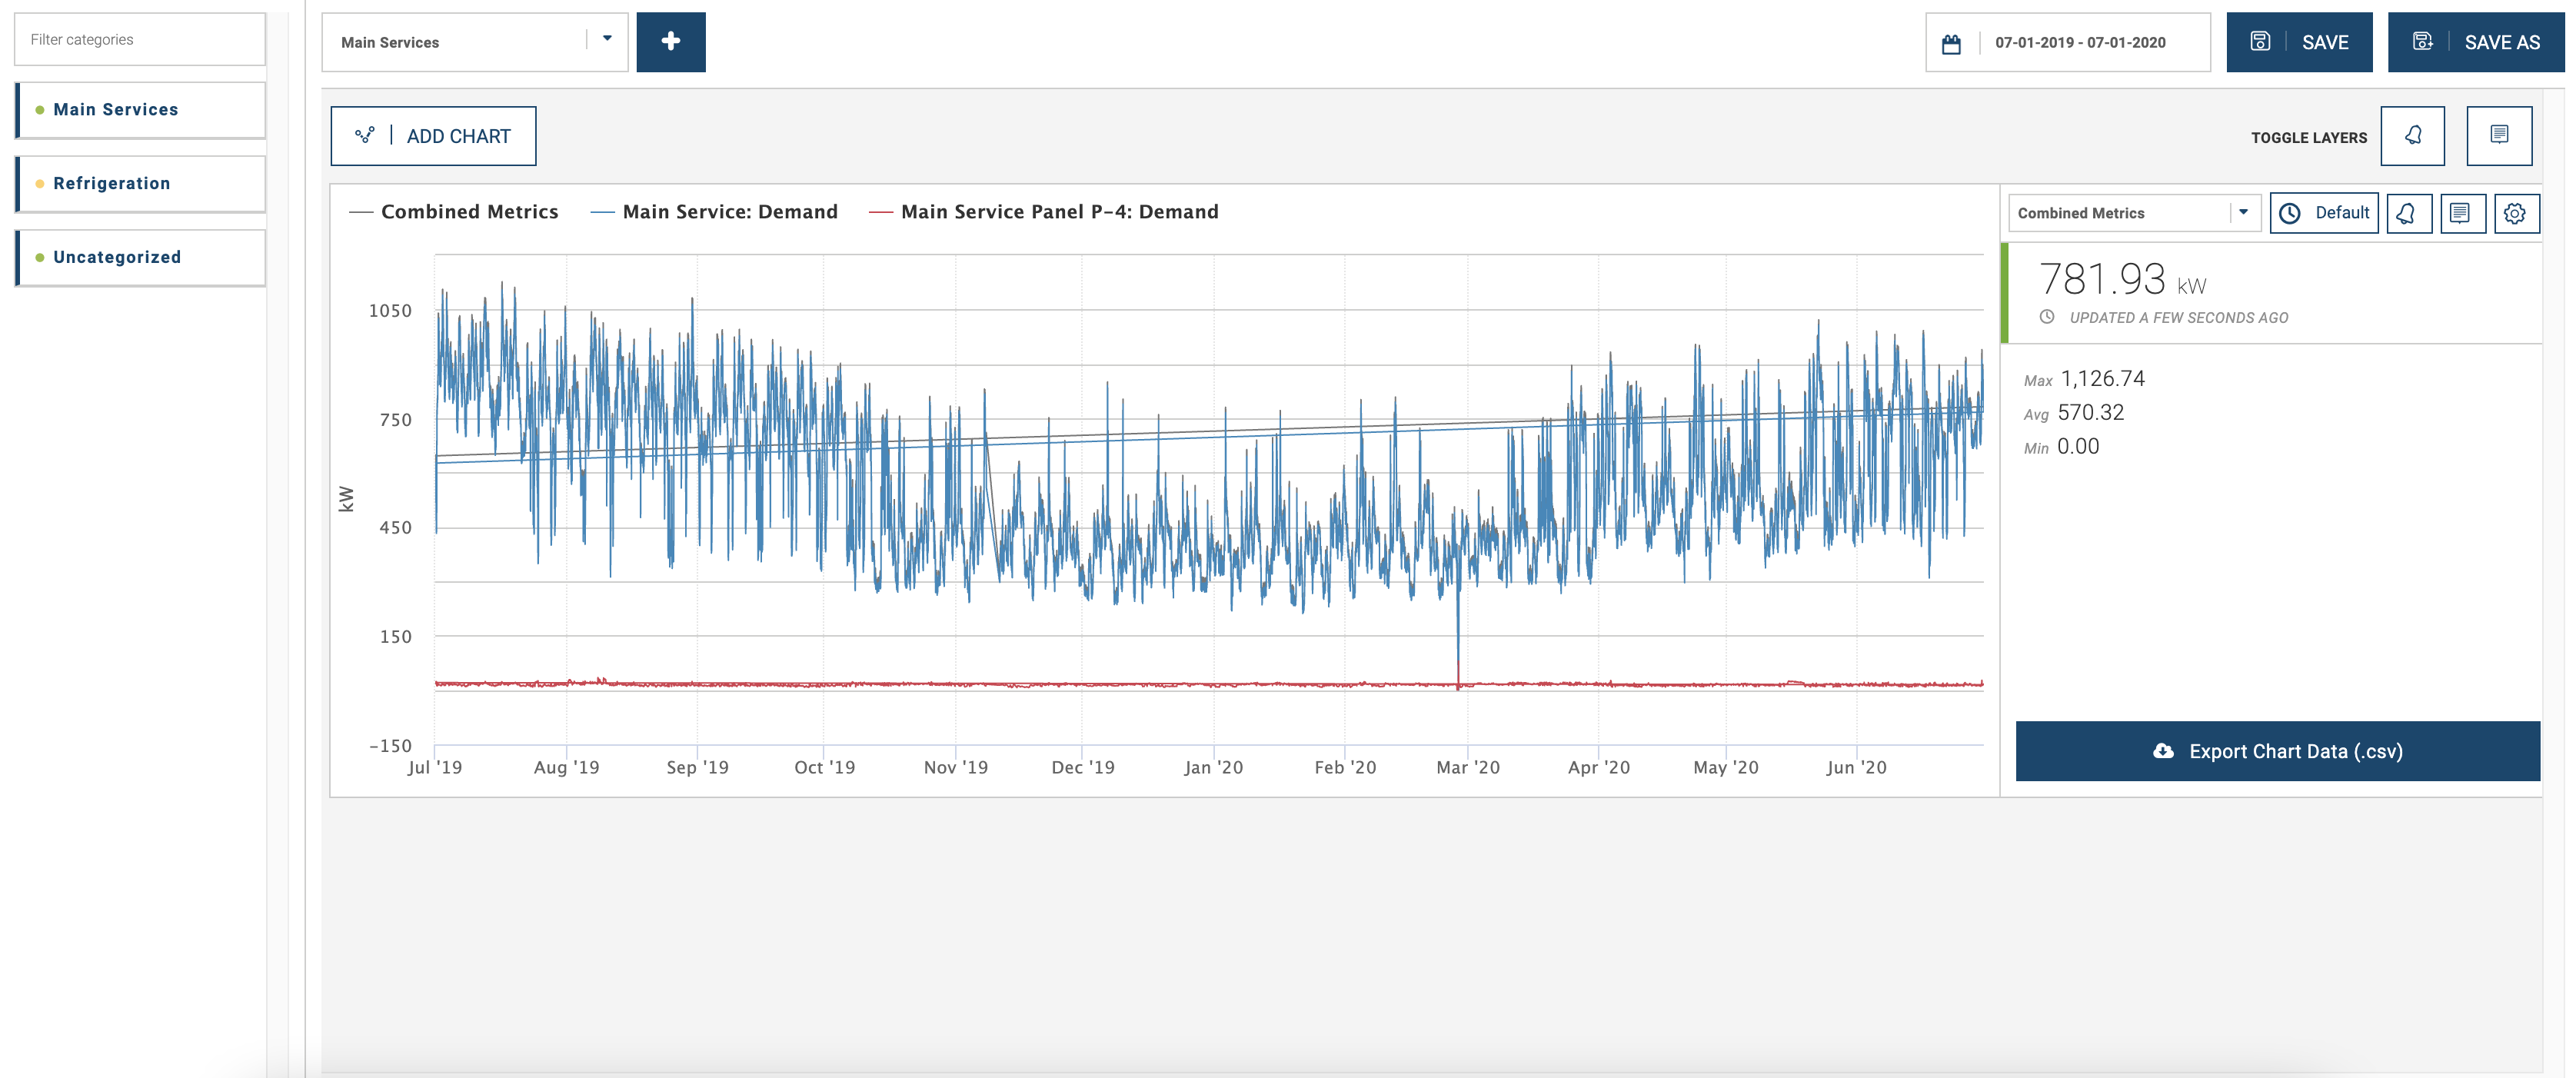 Filter categories
Main Services
Refrigeration
Uncategorized
Main Services
07-01-2019 - 07-01-2020
SAVE
SAVE AS
ADD CHART
TOGGLE LAYERS
Combined Metrics
Main Service: Demand
Main Service Panel P-4: Demand
1050
750
450
150
-150
kW
Jul '19
Aug '19
Sep '19
Oct '19
Nov '19
Dec '19
Jan '20
Feb '20
Mar '20
Apr '20
May '20
Jun '20
Combined Metrics
Default
781.93 kW
UPDATED A FEW SECONDS AGO
Max 1,126.74
Avg 570.32
Min 0.00
Export Chart Data (.csv)